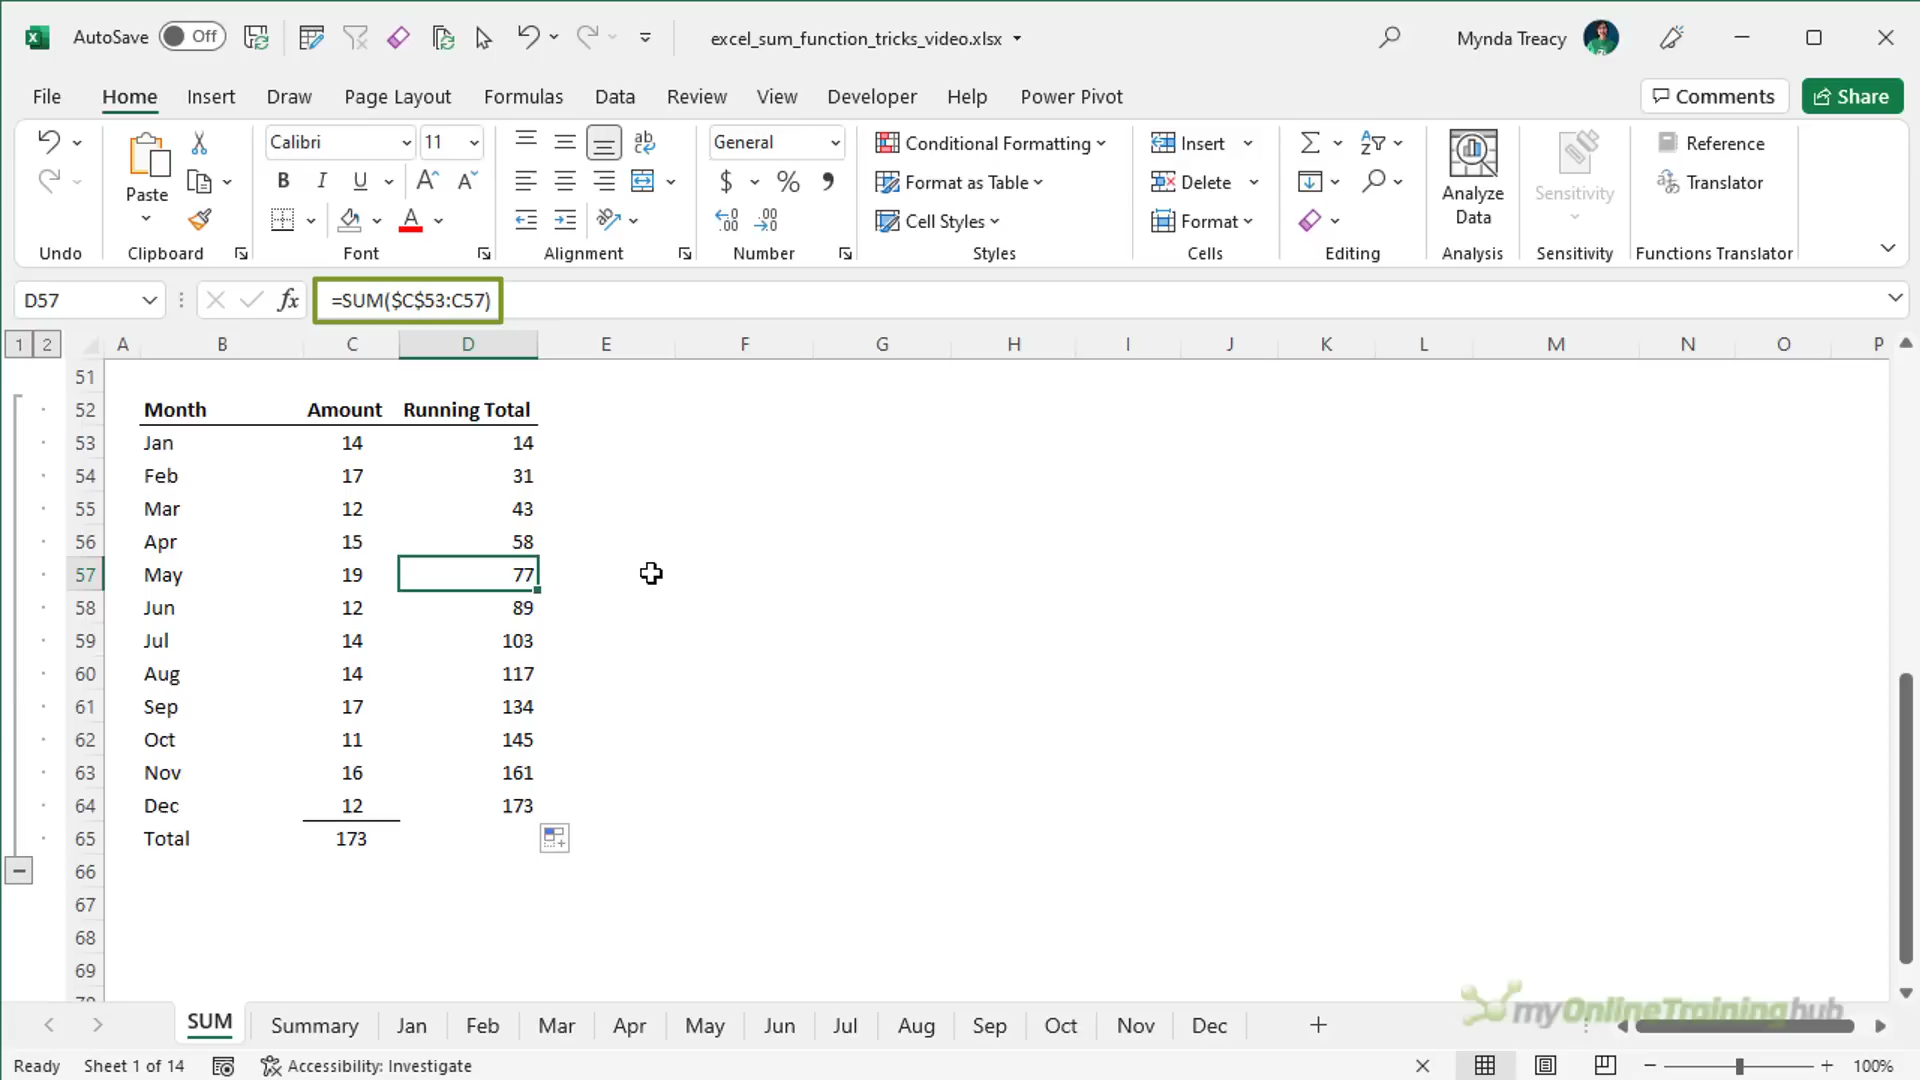 AutoSave Off excel_sum_function_tricks_video.xlsx Mynda Treacy
File Home Insert Draw Page Layout Formulas Data Review View Developer Help Power Pivot Comments Share
Calibri 11 ab General Conditional Formatting Insert Reference
Paste B I U A A $ % Format as Table Delete Analyze Data Sensitivity Translator
A Cell Styles Format
Undo Clipboard Font Alignment Number Styles Cells Editing Analysis Sensitivity Functions Translator
D57 fx =SUM($C$53:C57)
1 2 A B C D E F G H I J K L M N O P
51
52 Month Amount Running Total
53 Jan 14 14
54 Feb 17 31
55 Mar 12 43
56 Apr 15 58
57 May 19 77
58 Jun 12 89
59 Jul 14 103
60 Aug 14 117
61 Sep 17 134
62 Oct 11 145
63 Nov 16 161
64 Dec 12 173
65 Total 173
66
67
68
69
SUM Summary Jan Feb Mar Apr May Jun Jul Aug Sep Oct Nov Dec
myOnlineTraininghub
Ready Sheet 1 of 14 Accessibility: Investigate 100%